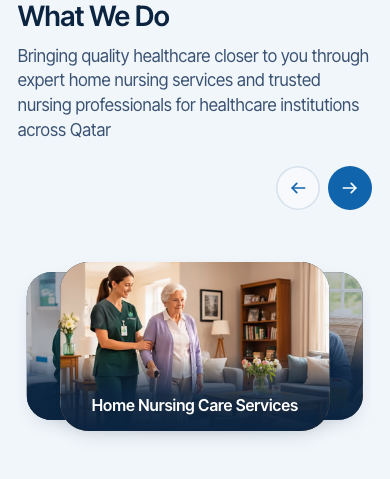 What We Do
Bringing quality healthcare closer to you through
expert home nursing services and trusted
nursing professionals for healthcare institutions
across Qatar
Home Nursing Care Services